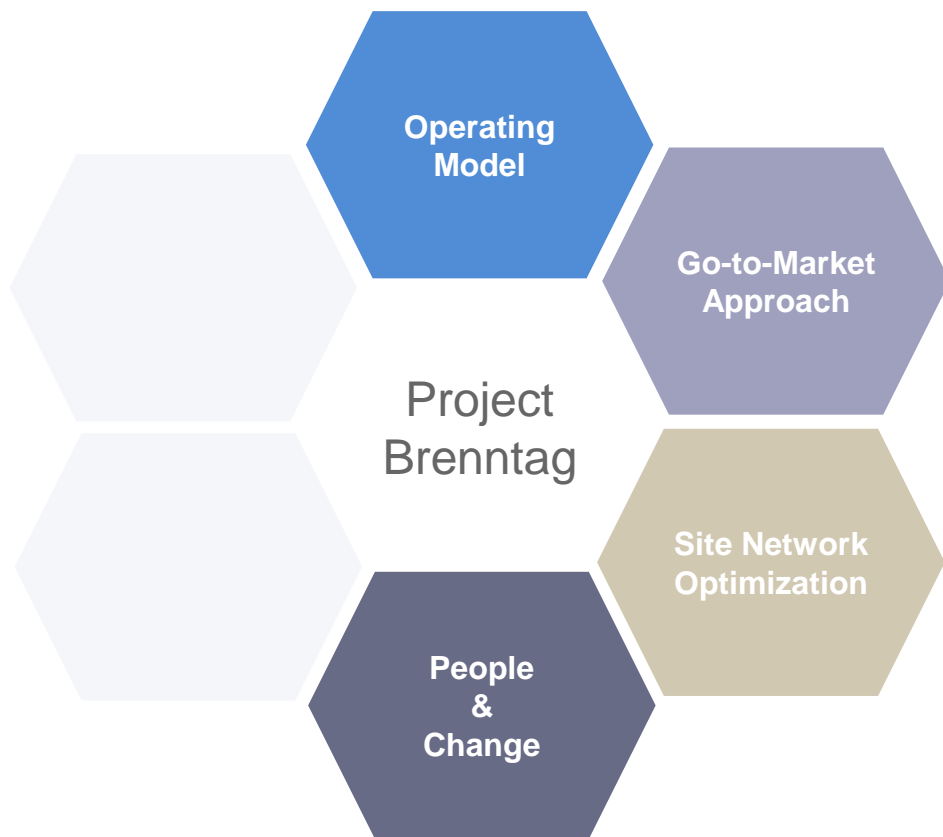 Operating
Model
Go-to-Market
Approach
Project
Brenntag
Site Network
Optimization
People
&
Change